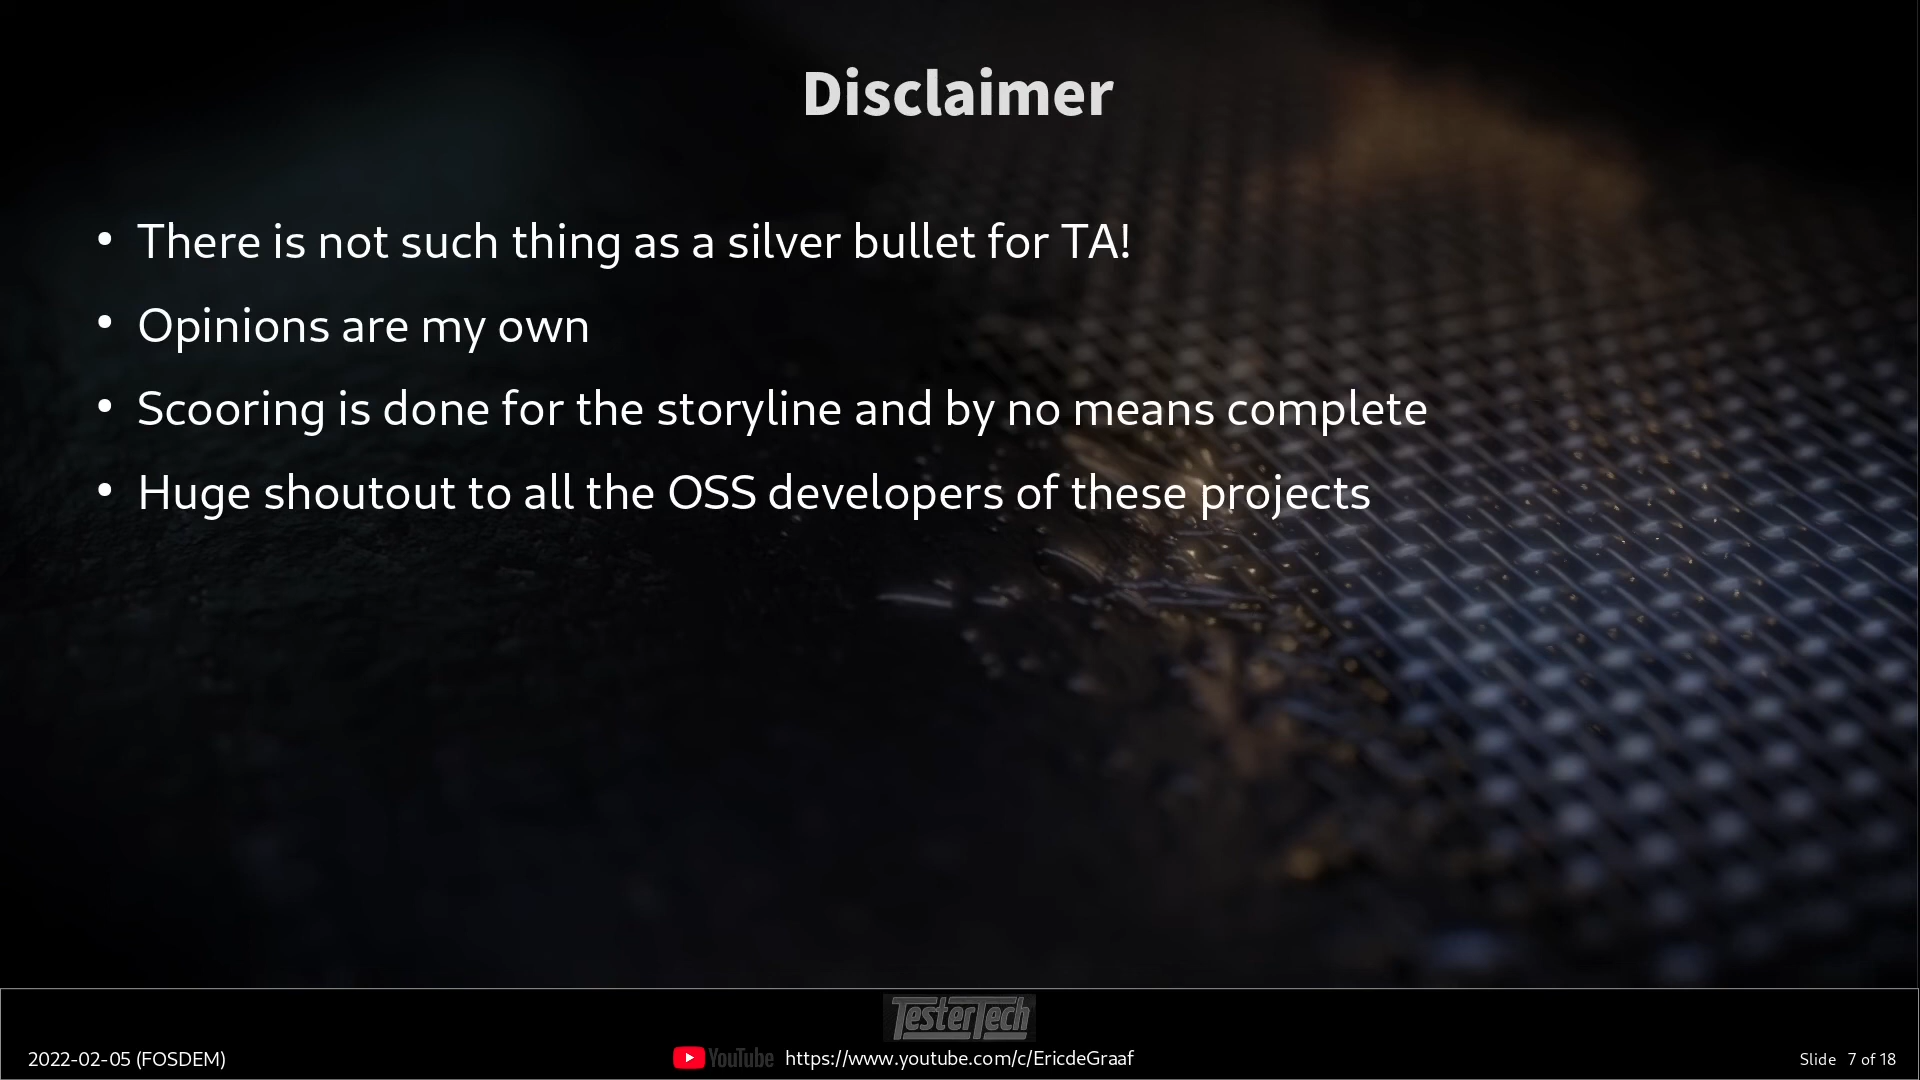 Disclaimer
• There is not such thing as a silver bullet for TA!
• Opinions are my own
• Scooring is done for the storyline and by no means complete
• Huge shoutout to all the OSS developers of these projects
TesterTech
2022-02-05 (FOSDEM)
YouTube https://www.youtube.com/c/EricdeGraaf
Slide 7 of 18